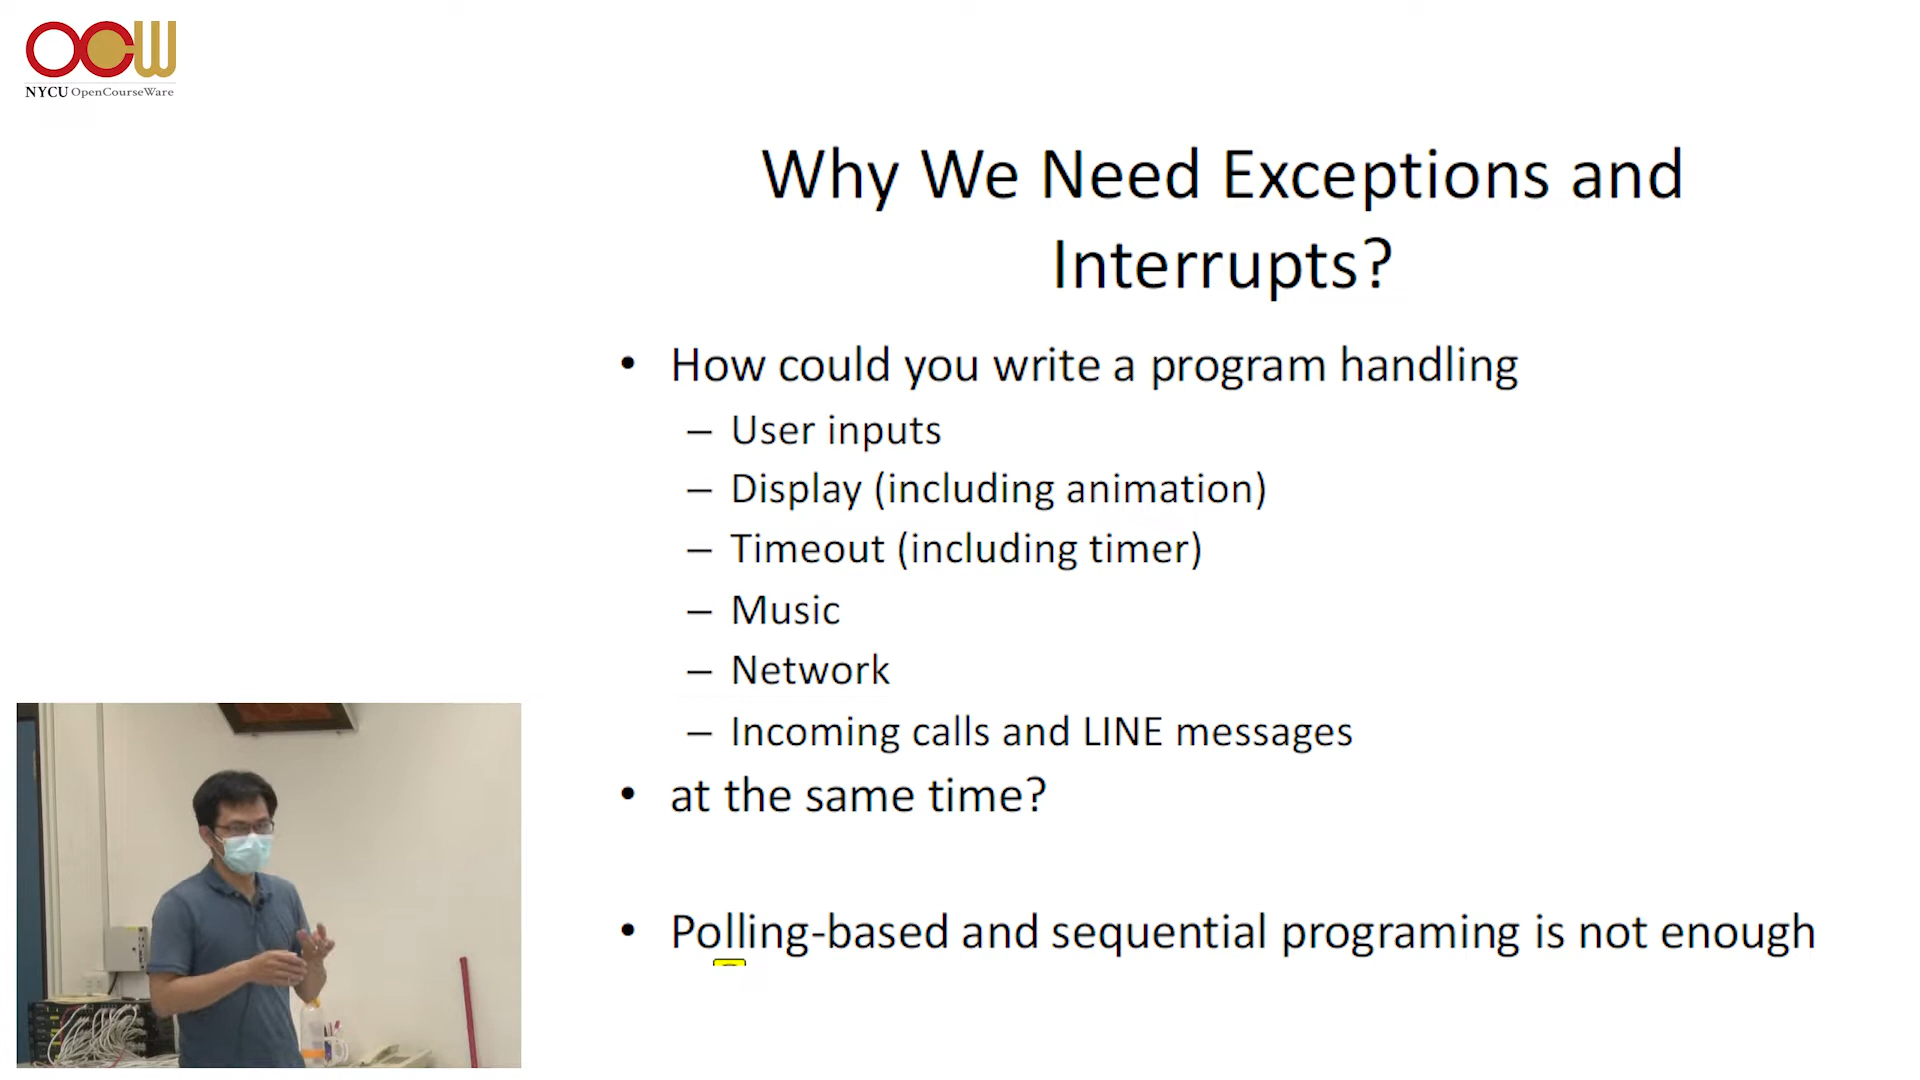 OCW
NYCU OpenCourseWare
Why We Need Exceptions and
Interrupts?
• How could you write a program handling
– User inputs
– Display (including animation)
– Timeout (including timer)
– Music
– Network
– Incoming calls and LINE messages
• at the same time?
• Polling-based and sequential programing is not enough